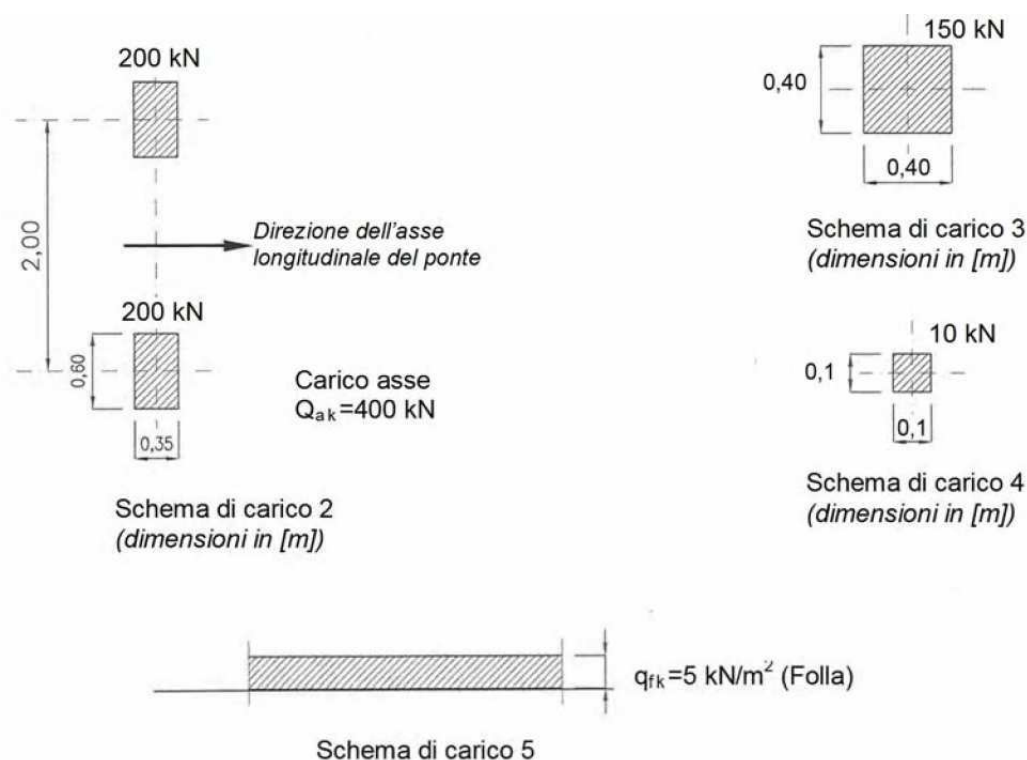 200 kN
2,00
Direzione dell'asse
longitudinale del ponte
200 kN
0,60
0,35
Carico asse
Qak=400 kN
Schema di carico 2
(dimensioni in [m])
150 kN
0,40
0,40
Schema di carico 3
(dimensioni in [m])
10 kN
0,1
0,1
Schema di carico 4
(dimensioni in [m])
qfk=5 kN/m² (Folla)
Schema di carico 5